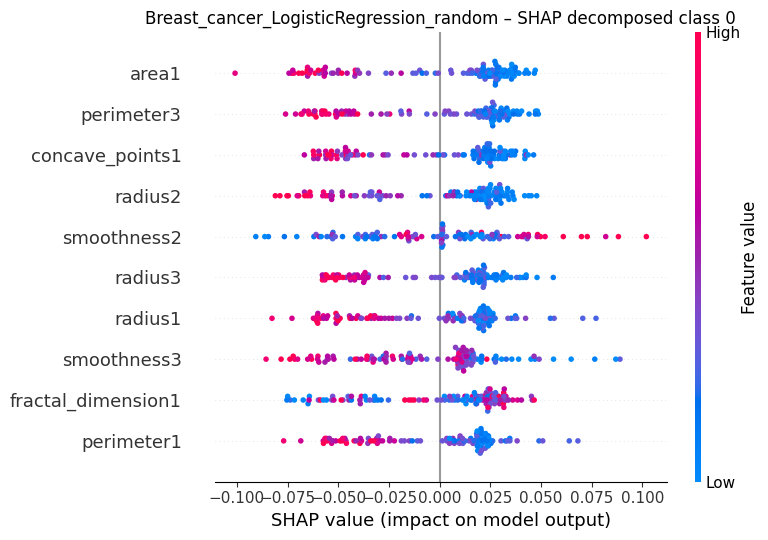 Breast_cancer_LogisticRegression_random – SHAP decomposed class 0
High
area1
perimeter3
concave_points1
radius2
smoothness2
radius3
radius1
smoothness3
fractal_dimension1
perimeter1
Feature value
Low
−0.100−0.075−0.050−0.025 0.000 0.025 0.050 0.075 0.100
SHAP value (impact on model output)